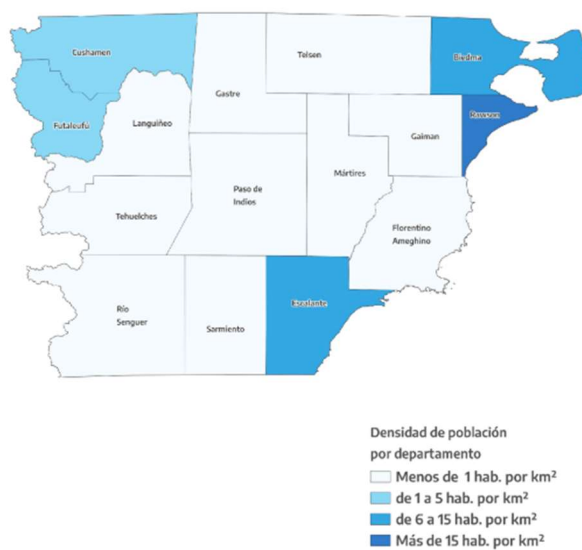 Cushamen
Telsen
Biedma
Gastre
Futaleufú
Languiñeo
Rawson
Gaiman
Mártires
Paso de
Indios
Tehuelches
Florentino
Ameghino
Río
Senguer
Sarmiento
Escalante
Densidad de población
por departamento
Menos de 1 hab. por km²
de 1 a 5 hab. por km²
de 6 a 15 hab. por km²
Más de 15 hab. por km²